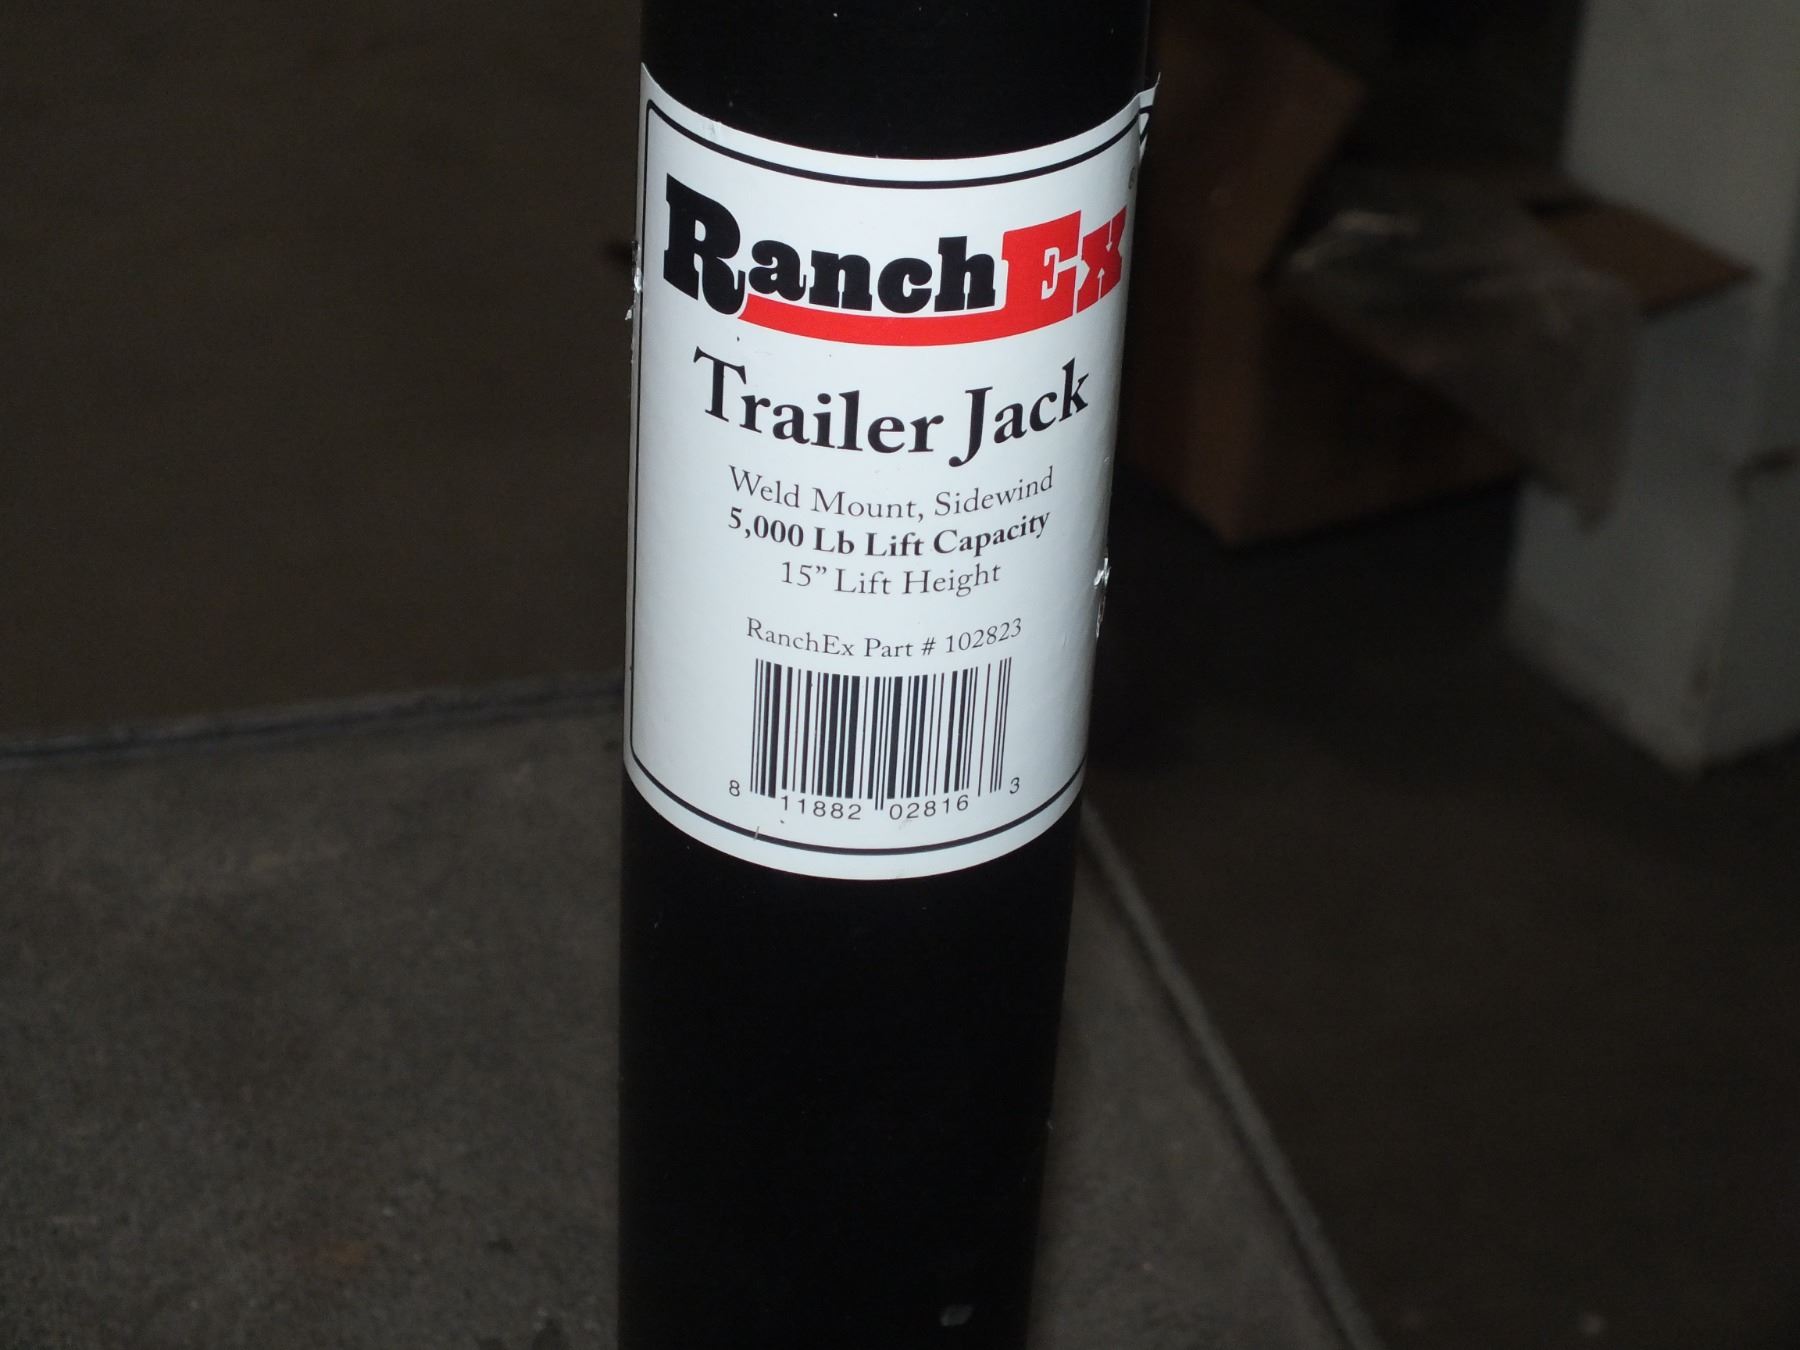 RanchEx
Trailer Jack
Weld Mount, Sidewind
5,000 Lb Lift Capacity
15” Lift Height
RanchEx Part # 102823
8 11882 02816 3